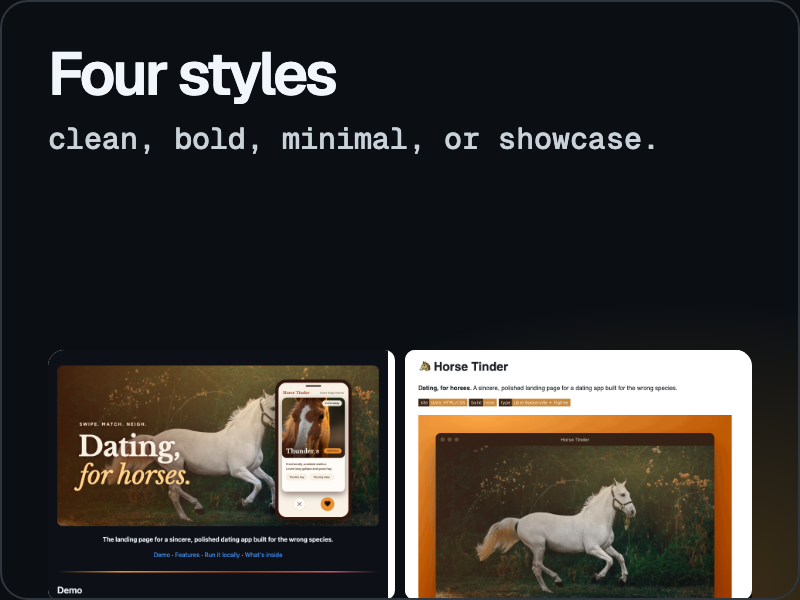 Four styles
clean, bold, minimal, or showcase.
SWIPE. MATCH. NEIGH.
Dating,
for horses.
Horse Tinder
Thunder, 8
The landing page for a sincere, polished dating app built for the wrong species.
Demo · Features · Run it locally · What's inside
Demo
Horse Tinder
Dating, for horses. A sincere, polished landing page for a dating app built for the wrong species.
Horse Tinder